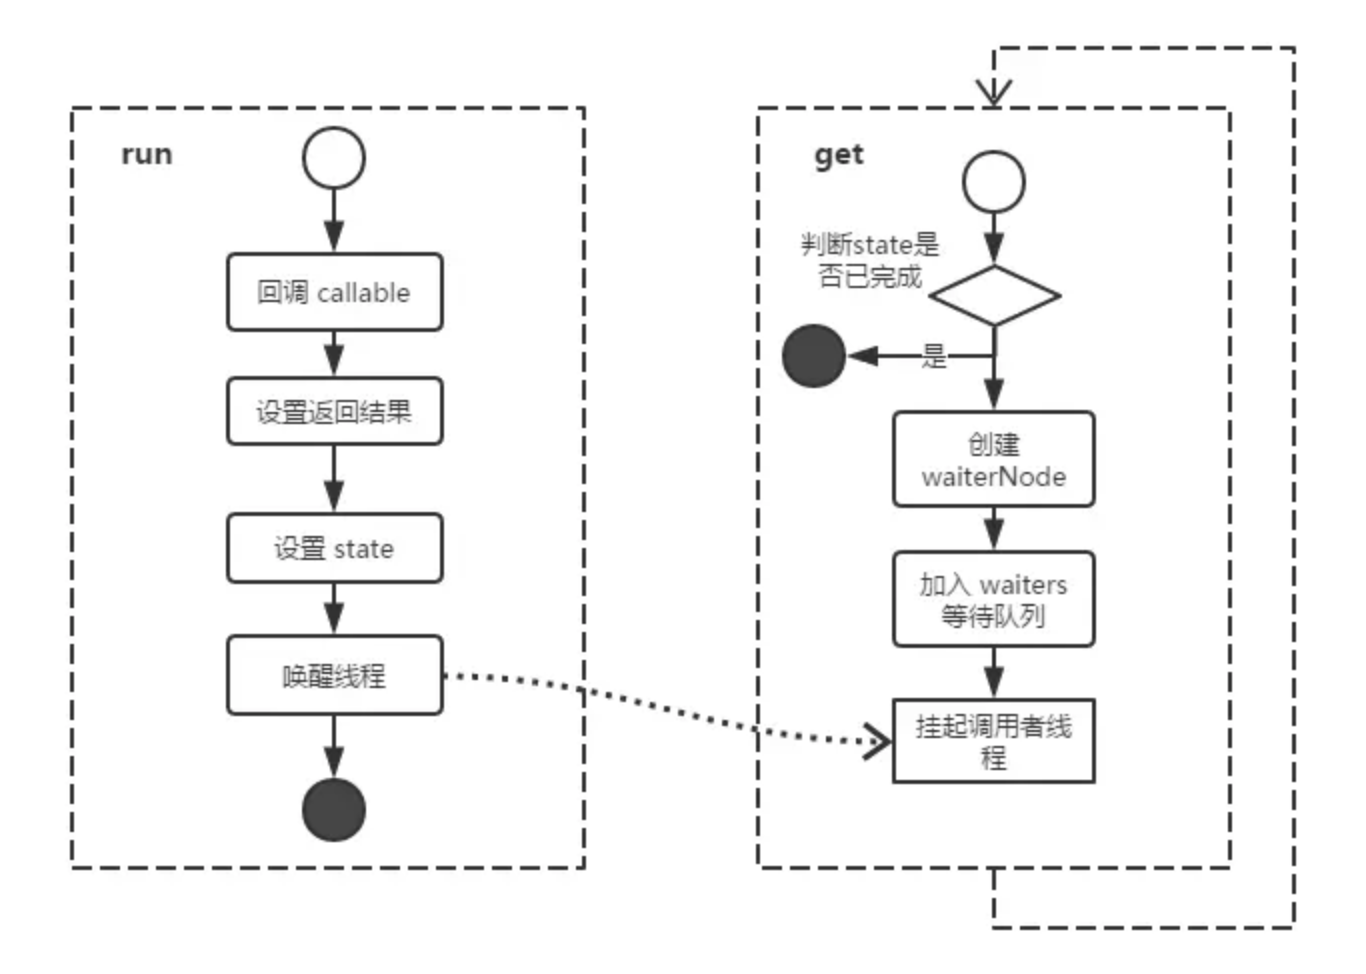 run
回调 callable
设置返回结果
设置 state
唤醒线程
get
判断state是
否已完成
是
创建
waiterNode
加入 waiters
等待队列
挂起调用者线
程